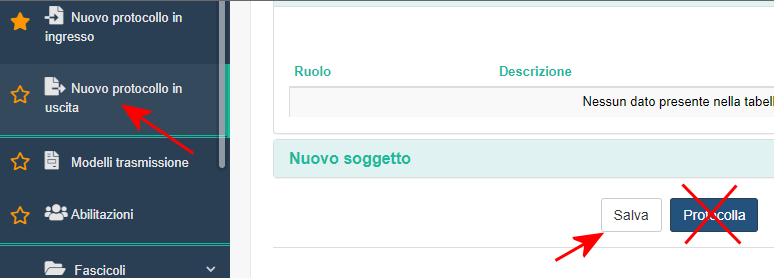 Nuovo protocollo in
ingresso
Nuovo protocollo in
uscita
Modelli trasmissione
Abilitazioni
Fascicoli
Ruolo Descrizione
Nessun dato presente nella tabell
Nuovo soggetto
Salva Protocolla